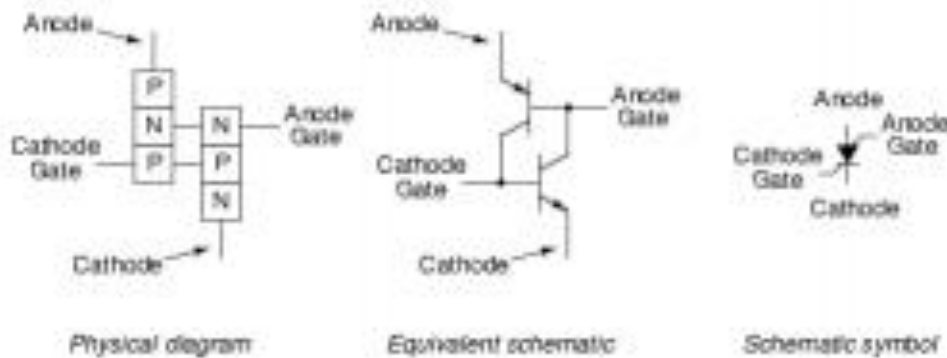 Anode
P
N
N
Anode
Gate
Cathode
Gate
P
P
N
Cathode
Physical diagram
Anode
Anode
Gate
Cathode
Gate
Cathode
Equivalent schematic
Anode
Anode
Gate
Cathode
Gate
Cathode
Schematic symbol